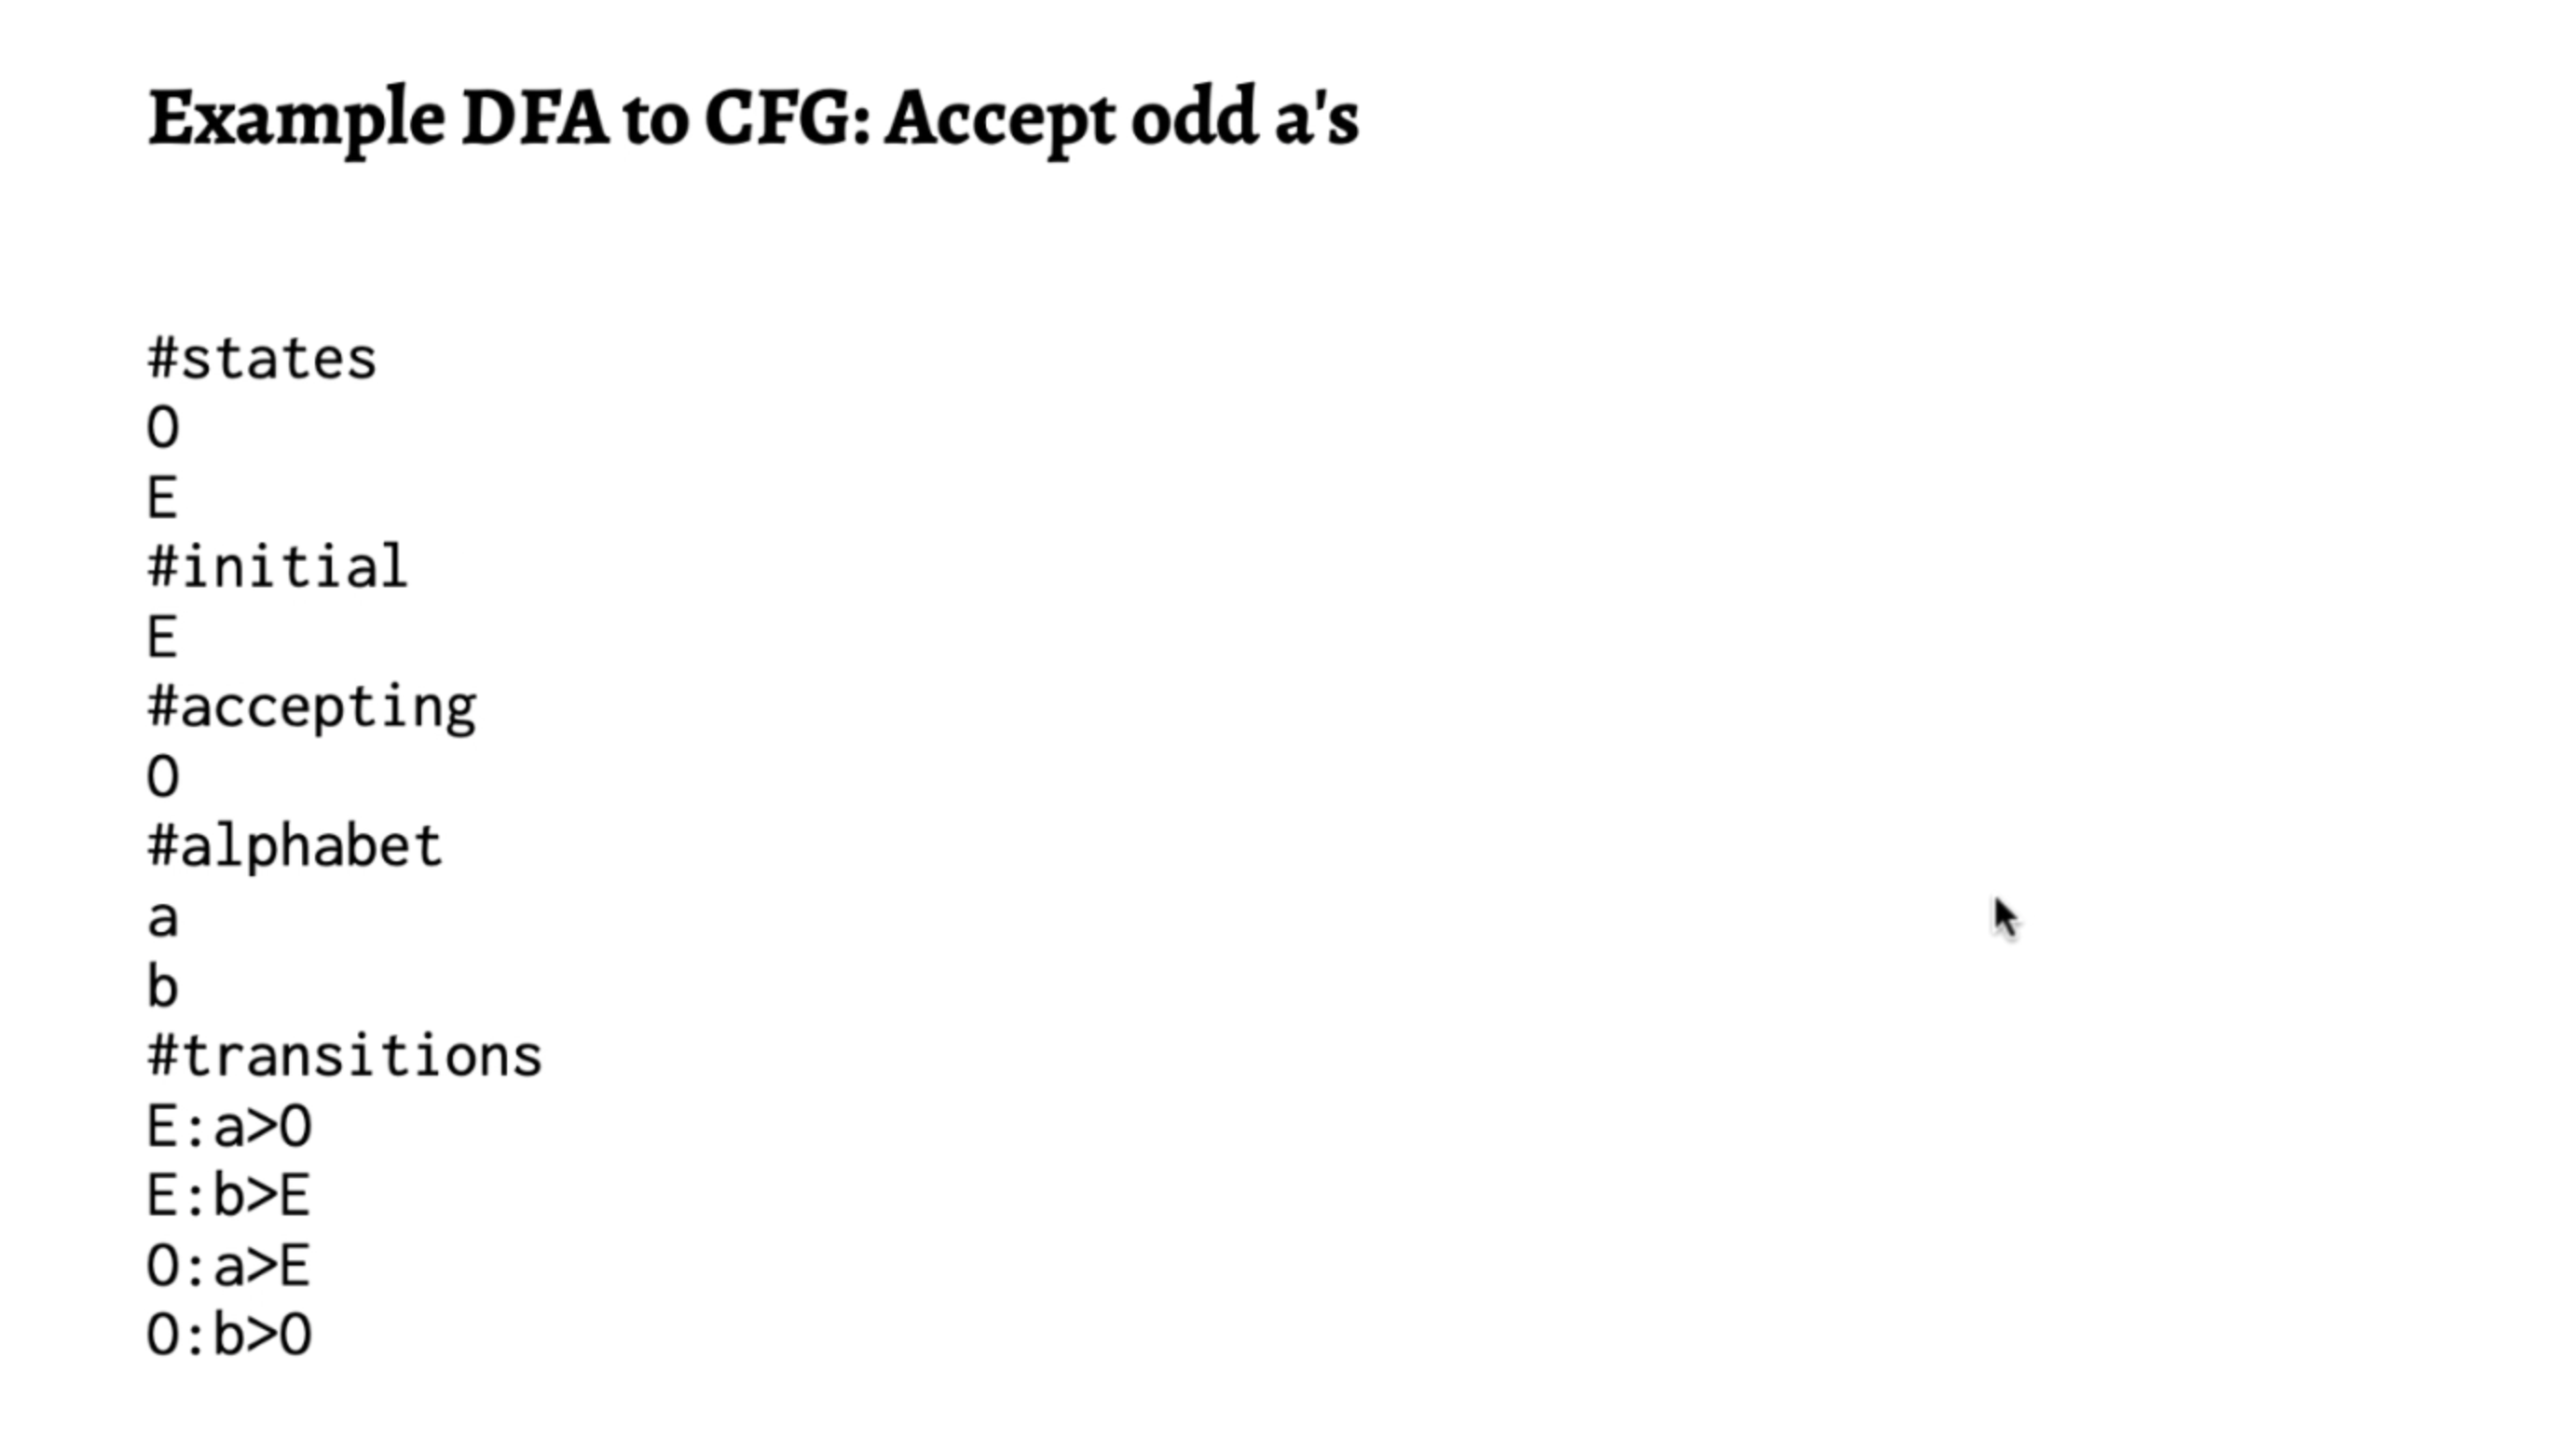 Example DFA to CFG: Accept odd a's
#states
O
E
#initial
E
#accepting
O
#alphabet
a
b
#transitions
E:a>O
E:b>E
O:a>E
O:b>O